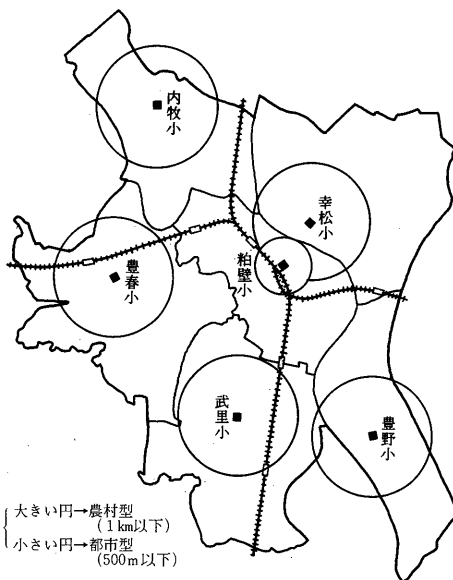 内牧小
幸松小
粕壁小
豊春小
武里小
豊野小
大きい円→農村型
(1km以下)
小さい円→都市型
(500m以下)